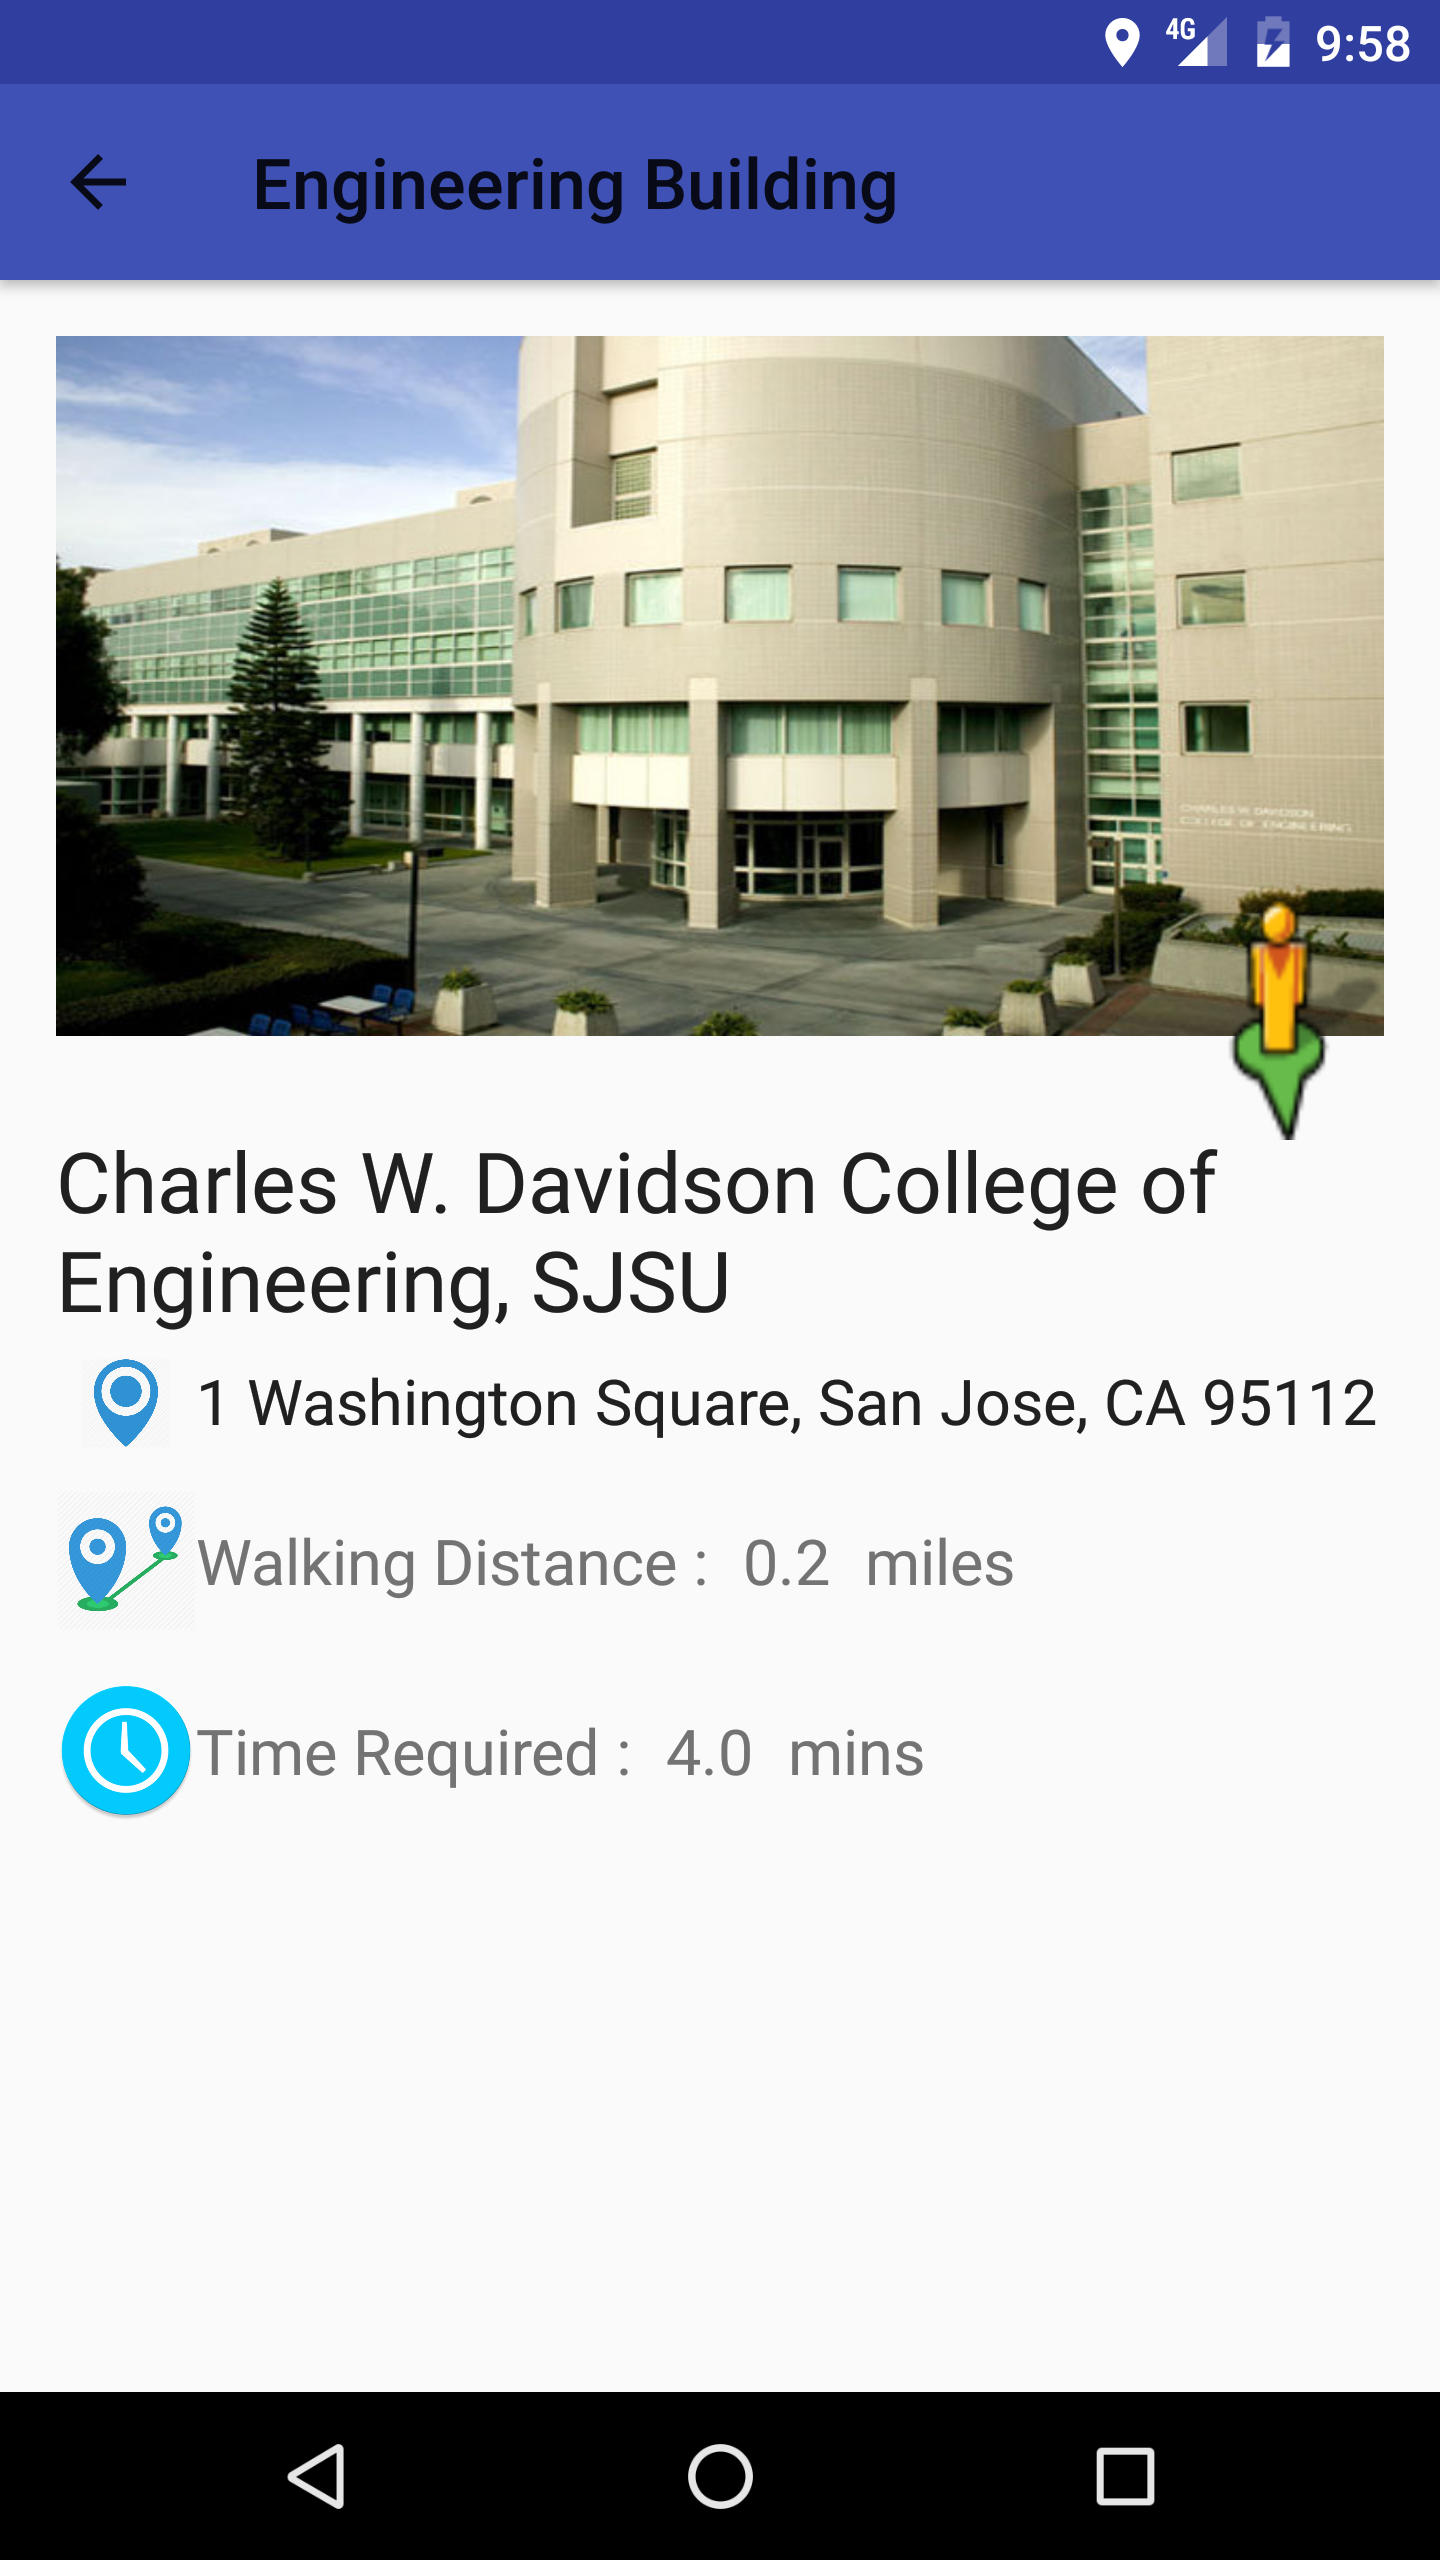 4G 9:58
Engineering Building
CHARLES W. DAVIDSON
COLLEGE OF ENGINEERING
Charles W. Davidson College of
Engineering, SJSU
1 Washington Square, San Jose, CA 95112
Walking Distance : 0.2 miles
Time Required : 4.0 mins